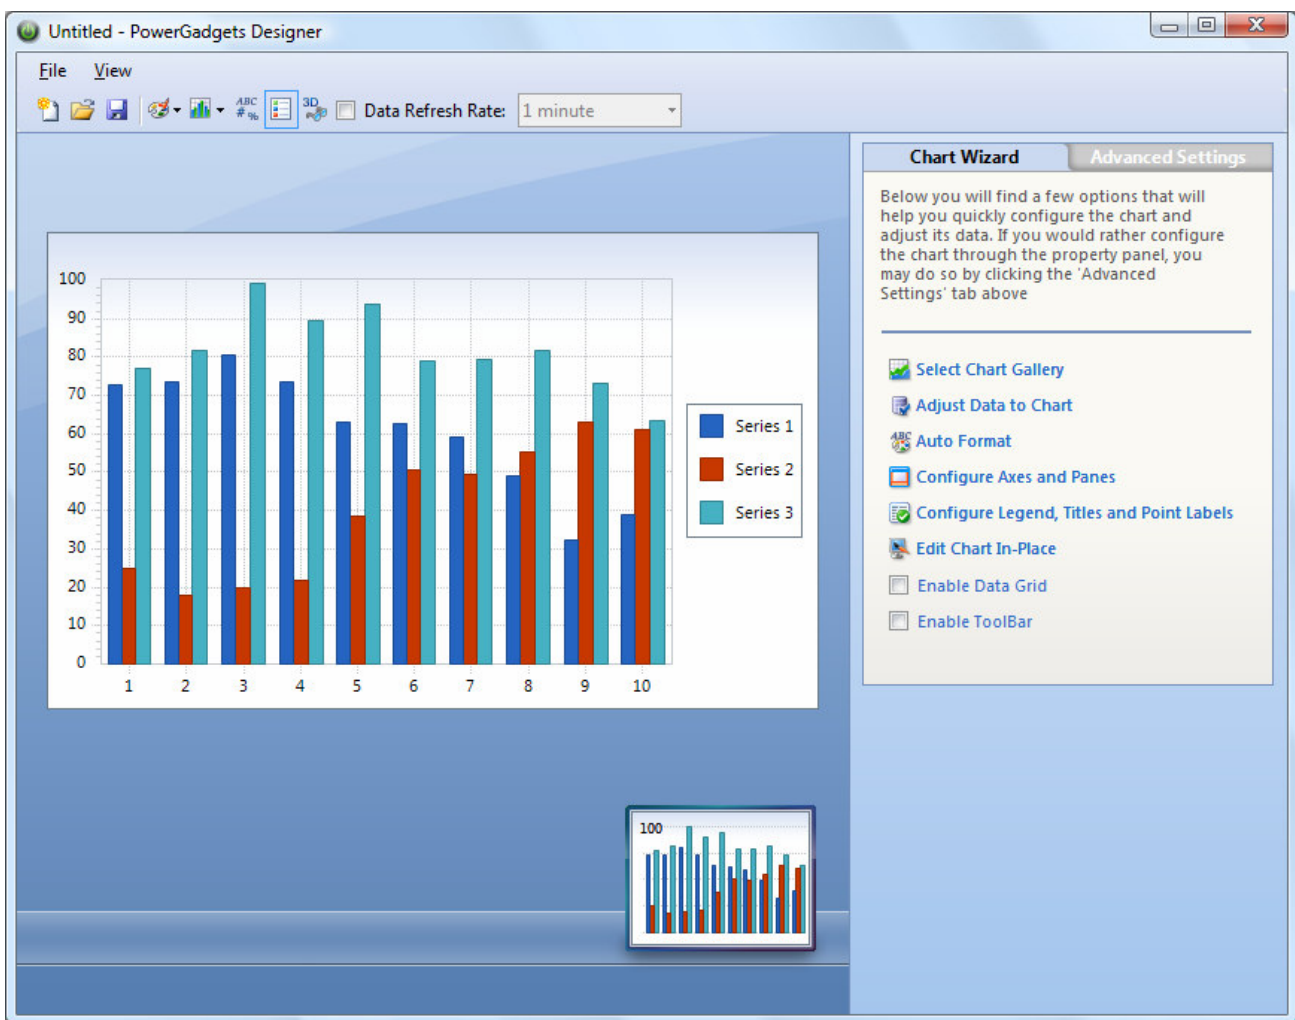 Untitled - PowerGadgets Designer
File View
ABC
#%
3D
Data Refresh Rate: 1 minute
Chart Wizard Advanced Settings
Below you will find a few options that will
help you quickly configure the chart and
adjust its data. If you would rather configure
the chart through the property panel, you
may do so by clicking the 'Advanced
Settings' tab above
Select Chart Gallery
Adjust Data to Chart
ABC
Auto Format
Configure Axes and Panes
Configure Legend, Titles and Point Labels
Edit Chart In-Place
Enable Data Grid
Enable ToolBar
100
90
80
70
60
50
40
30
20
10
0
1 2 3 4 5 6 7 8 9 10
Series 1
Series 2
Series 3
100